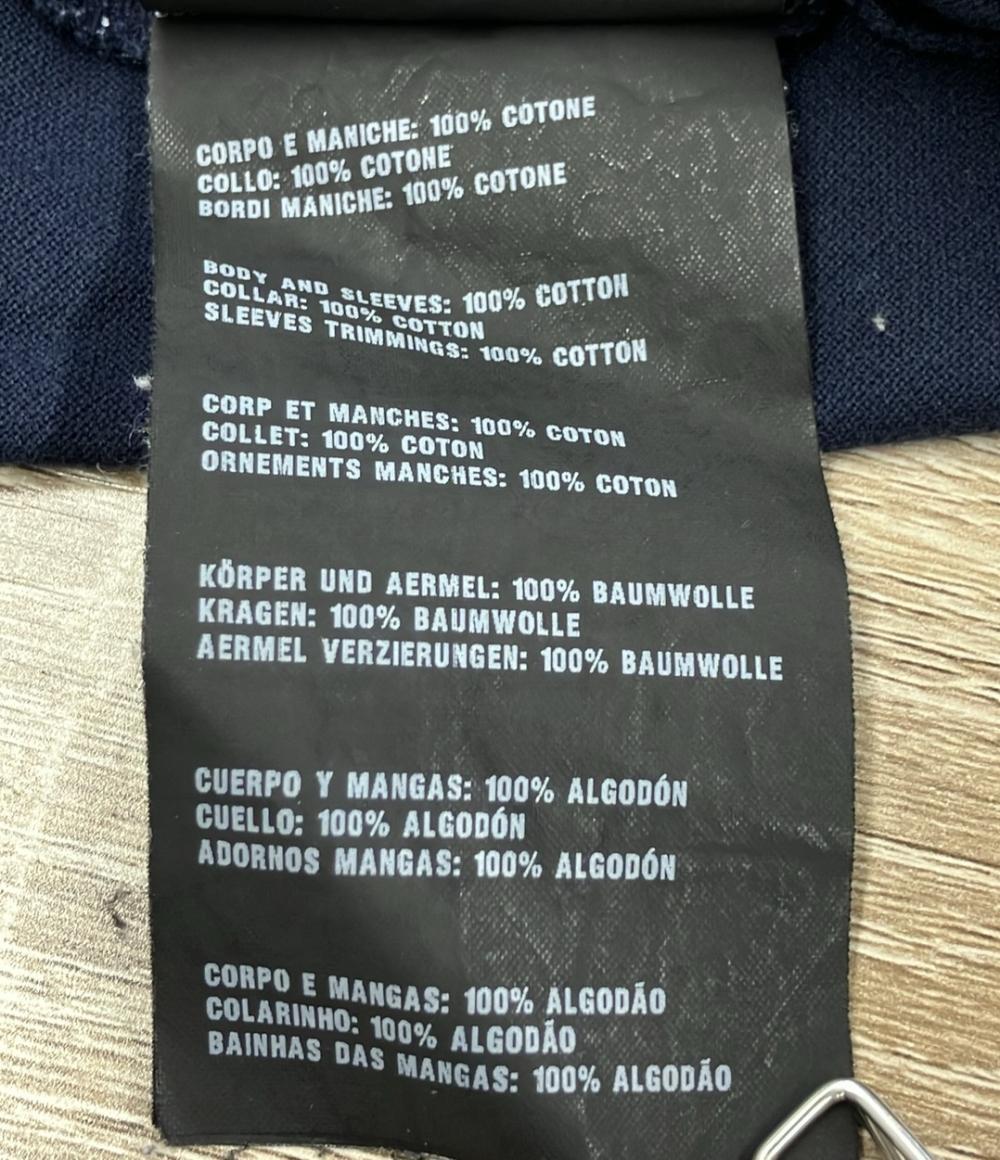 CORPO E MANICHE: 100% COTONE
COLLO: 100% COTONE
BORDI MANICHE: 100% COTONE
BODY AND SLEEVES: 100% COTTON
COLLAR: 100% COTTON
SLEEVES TRIMMINGS: 100% COTTON
CORP ET MANCHES: 100% COTON
COLLET: 100% COTON
ORNEMENTS MANCHES: 100% COTON
KÖRPER UND AERMEL: 100% BAUMWOLLE
KRAGEN: 100% BAUMWOLLE
AERMEL VERZIERUNGEN: 100% BAUMWOLLE
CUERPO Y MANGAS: 100% ALGODÓN
CUELLO: 100% ALGODÓN
ADORNOS MANGAS: 100% ALGODÓN
CORPO E MANGAS: 100% ALGODÃO
COLARINHO: 100% ALGODÃO
BAINHAS DAS MANGAS: 100% ALGODÃO